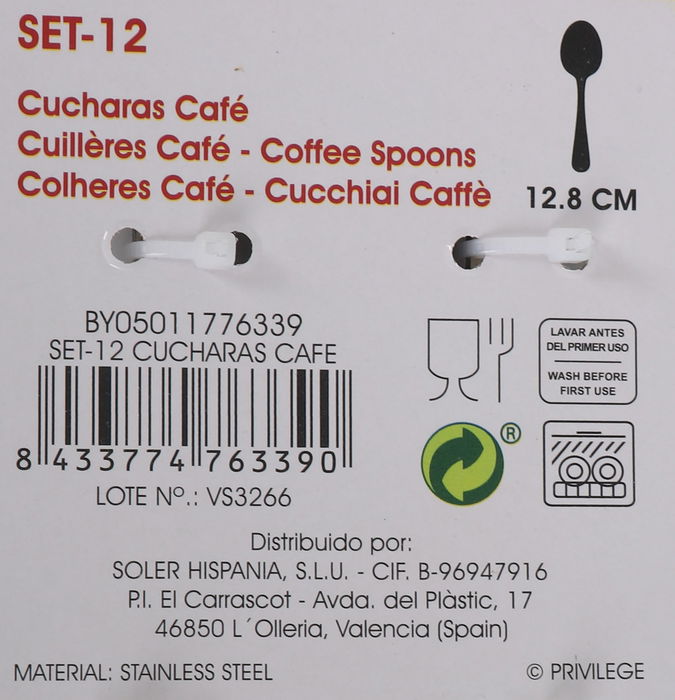 SET-12
Cucharas Café
Cuillères Café - Coffee Spoons
Colheres Café - Cucchiai Caffè
12.8 CM
BY05011776339
SET-12 CUCHARAS CAFE
8 433774 763390
LOTE Nº.: VS3266
LAVAR ANTES
DEL PRIMER USO
WASH BEFORE
FIRST USE
®
Distribuido por:
SOLER HISPANIA, S.L.U. - CIF. B-96947916
P.I. El Carrascot - Avda. del Plàstic, 17
46850 L´Olleria, Valencia (Spain)
MATERIAL: STAINLESS STEEL
© PRIVILEGE